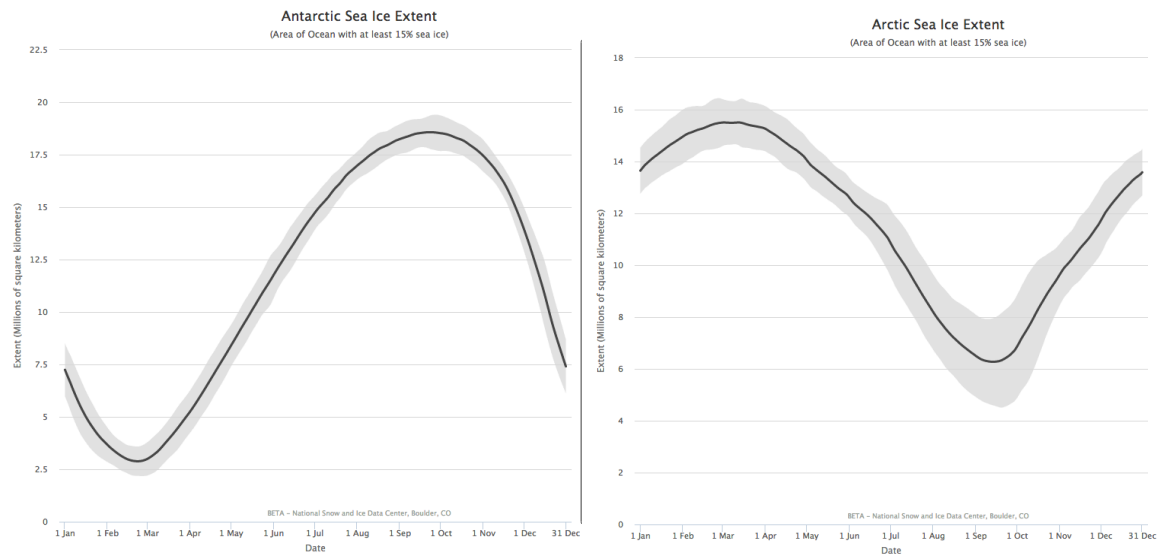 Antarctic Sea Ice Extent
(Area of Ocean with at least 15% sea ice)
Extent (Millions of square kilometers)
22.5
20
17.5
15
12.5
10
7.5
5
2.5
0
BETA – National Snow and Ice Data Center, Boulder, CO
1 Jan 1 Feb 1 Mar 1 Apr 1 May 1 Jun 1 Jul 1 Aug 1 Sep 1 Oct 1 Nov 1 Dec 31 Dec
Date
Arctic Sea Ice Extent
(Area of Ocean with at least 15% sea ice)
Extent (Millions of square kilometers)
18
16
14
12
10
8
6
4
2
0
BETA – National Snow and Ice Data Center, Boulder, CO
1 Jan 1 Feb 1 Mar 1 Apr 1 May 1 Jun 1 Jul 1 Aug 1 Sep 1 Oct 1 Nov 1 Dec 31 Dec
Date